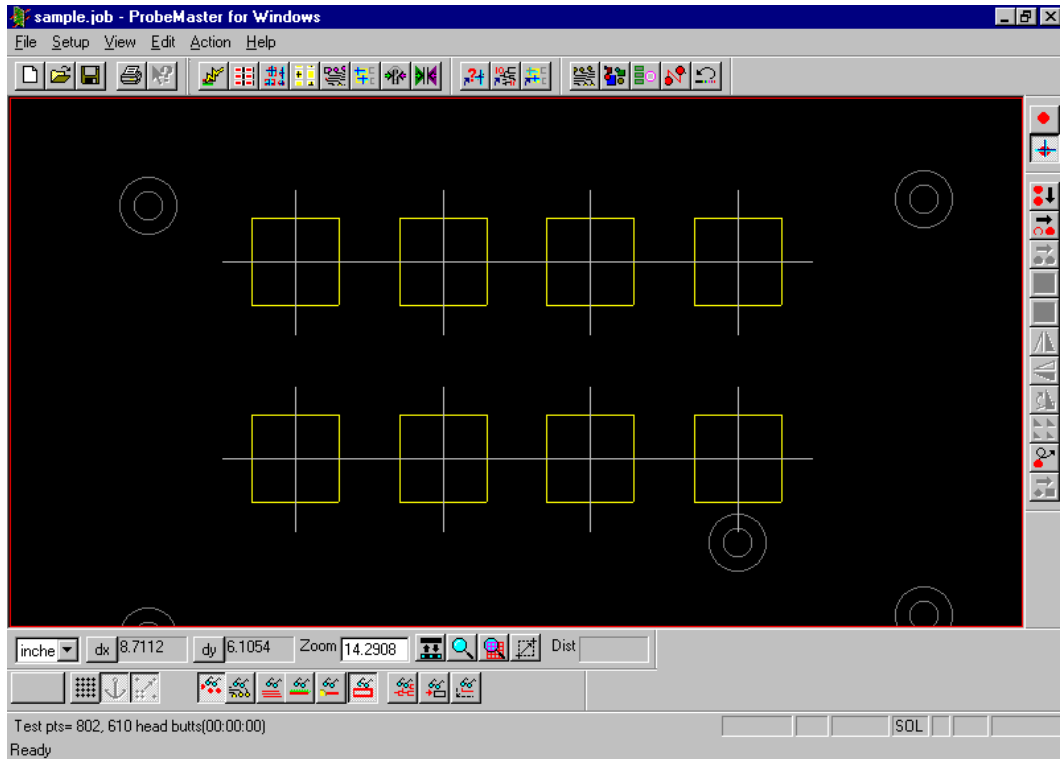 sample.job - ProbeMaster for Windows
File Setup View Edit Action Help
inche dx 8.7112 dy 6.1054 Zoom 14.2908 Dist
Test pts= 802, 610 head butts(00:00:00) SOL
Ready